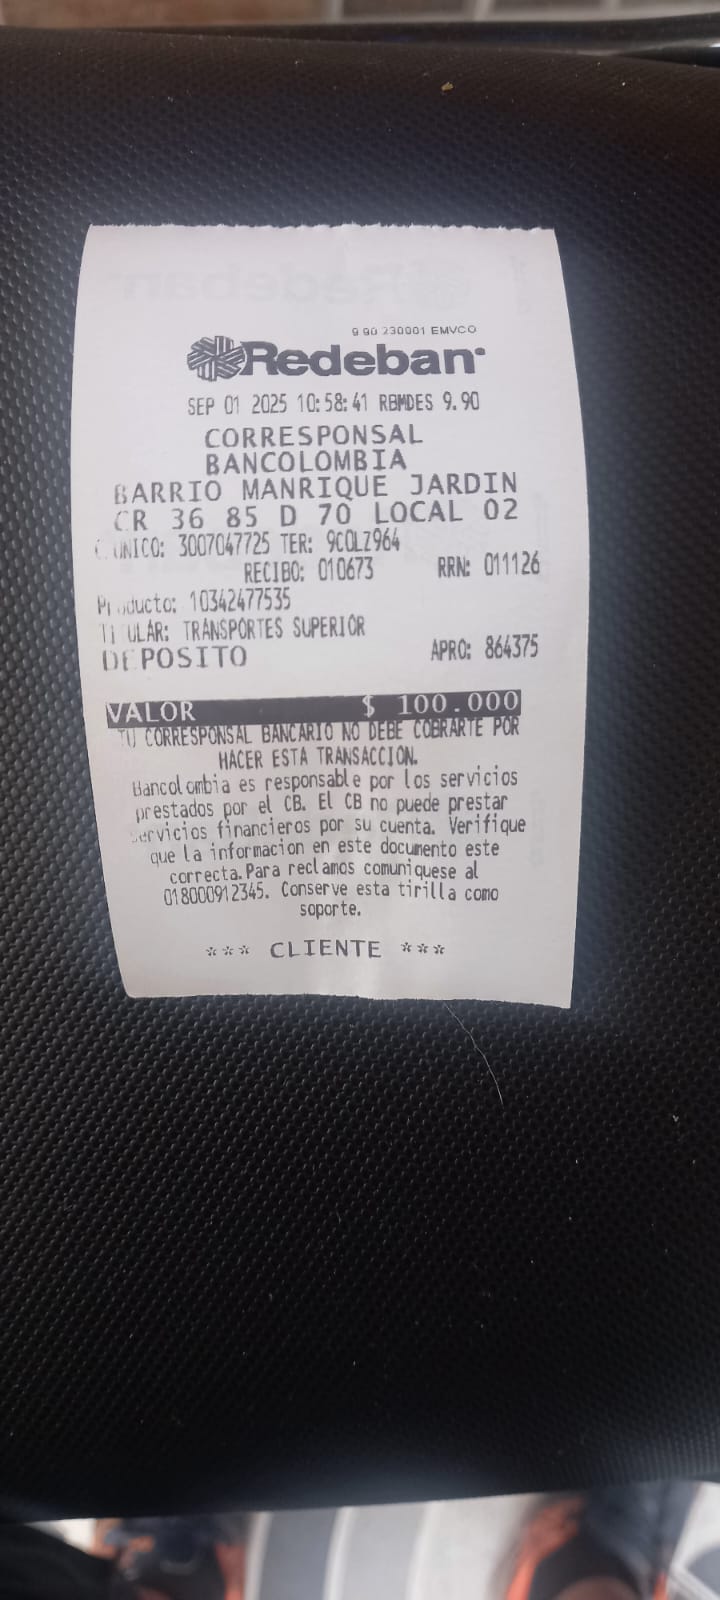 9 90 230001 EMVCO
Redeban
SEP 01 2025 10:58:41 RBMDES 9.90
CORRESPONSAL
BANCOLOMBIA
BARRIO MANRIQUE JARDIN
CR 36 85 D 70 LOCAL 02
C.UNICO: 3007047725 TER: 9COLZ964
RECIBO: 010673 RRN: 011126
Producto: 10342477535
TITULAR: TRANSPORTES SUPERIOR
DEPOSITO APRO: 864375
VALOR $ 100.000
TU CORRESPONSAL BANCARIO NO DEBE COBRARTE POR
HACER ESTA TRANSACCION.
Bancolombia es responsable por los servicios
prestados por el CB. El CB no puede prestar
servicios financieros por su cuenta. Verifique
que la informacion en este documento este
correcta.Para reclamos comuniquese al
018000912345. Conserve esta tirilla como
soporte.
*** CLIENTE ***